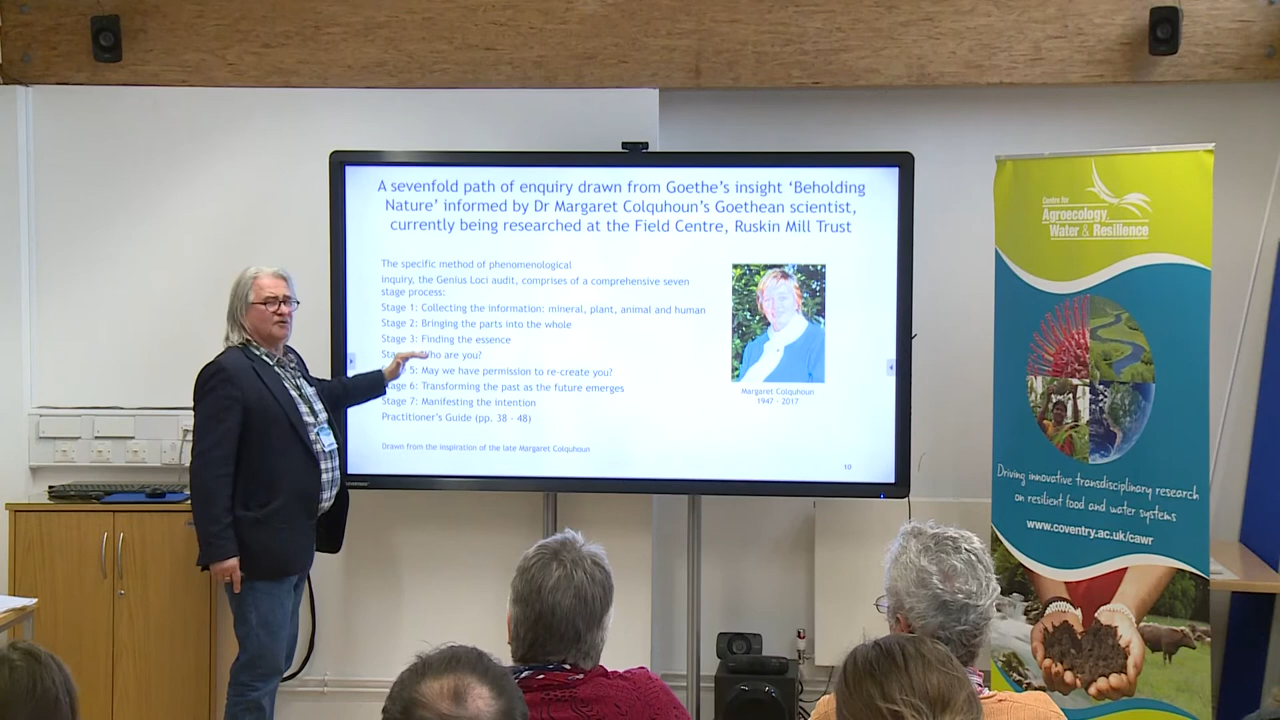 A sevenfold path of enquiry drawn from Goethe's insight 'Beholding
Nature' informed by Dr Margaret Colquhoun's Goethean scientist,
currently being researched at the Field Centre, Ruskin Mill Trust
The specific method of phenomenological
inquiry, the Genius Loci audit, comprises of a comprehensive seven
stage process:
Stage 1: Collecting the information: mineral, plant, animal and human
Stage 2: Bringing the parts into the whole
Stage 3: Finding the essence
Who are you?
5: May we have permission to re-create you?
Stage 6: Transforming the past as the future emerges
Stage 7: Manifesting the intention
Practitioner's Guide (pp. 38 - 48)
Drawn from the inspiration of the late Margaret Colquhoun
Margaret Colquhoun
1947 - 2017
10
Centre for
Agroecology,
Water & Resilience
Driving innovative transdisciplinary research
on resilient food and water systems
www.coventry.ac.uk/cawr